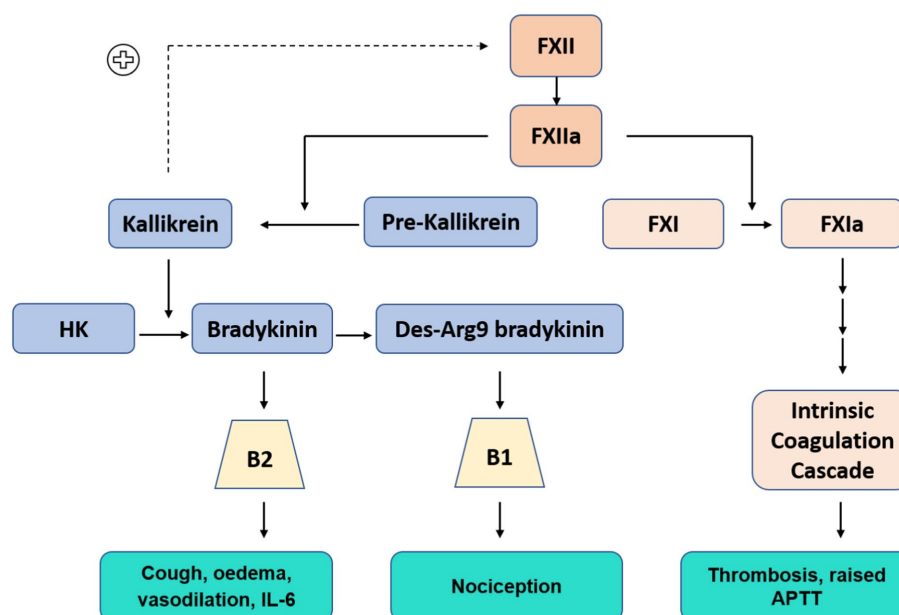 FXII
FXIIa
Kallikrein
Pre-Kallikrein
FXI
FXIa
HK
Bradykinin
Des-Arg9 bradykinin
B2
B1
Intrinsic
Coagulation
Cascade
Cough, oedema,
vasodilation, IL-6
Nociception
Thrombosis, raised
APTT